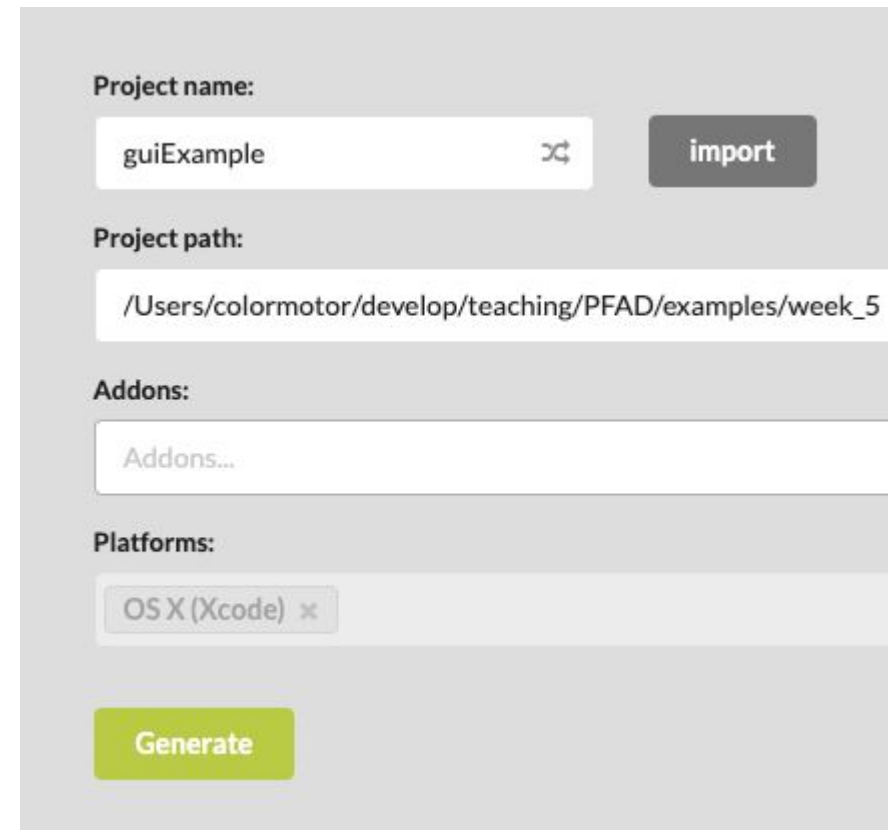 Project name:
guiExample
import
Project path:
/Users/colormotor/develop/teaching/PFAD/examples/week_5
Addons:
Addons...
Platforms:
OS X (Xcode) ×
Generate